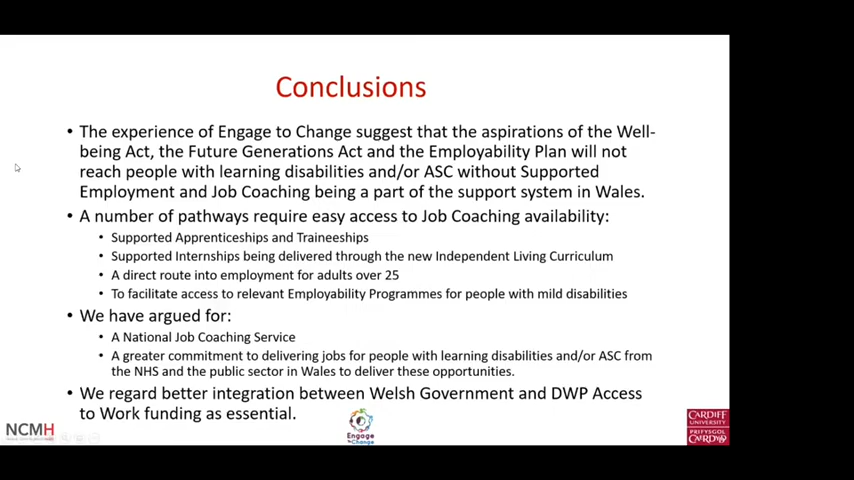 Conclusions
• The experience of Engage to Change suggest that the aspirations of the Well-
being Act, the Future Generations Act and the Employability Plan will not
reach people with learning disabilities and/or ASC without Supported
Employment and Job Coaching being a part of the support system in Wales.
• A number of pathways require easy access to Job Coaching availability:
• Supported Apprenticeships and Traineeships
• Supported Internships being delivered through the new Independent Living Curriculum
• A direct route into employment for adults over 25
• To facilitate access to relevant Employability Programmes for people with mild disabilities
• We have argued for:
• A National Job Coaching Service
• A greater commitment to delivering jobs for people with learning disabilities and/or ASC from
the NHS and the public sector in Wales to deliver these opportunities.
• We regard better integration between Welsh Government and DWP Access
to Work funding as essential.
NCMH
Engage
to Change
CARDIFF
UNIVERSITY
PRIFYSGOL
CAERDYDD